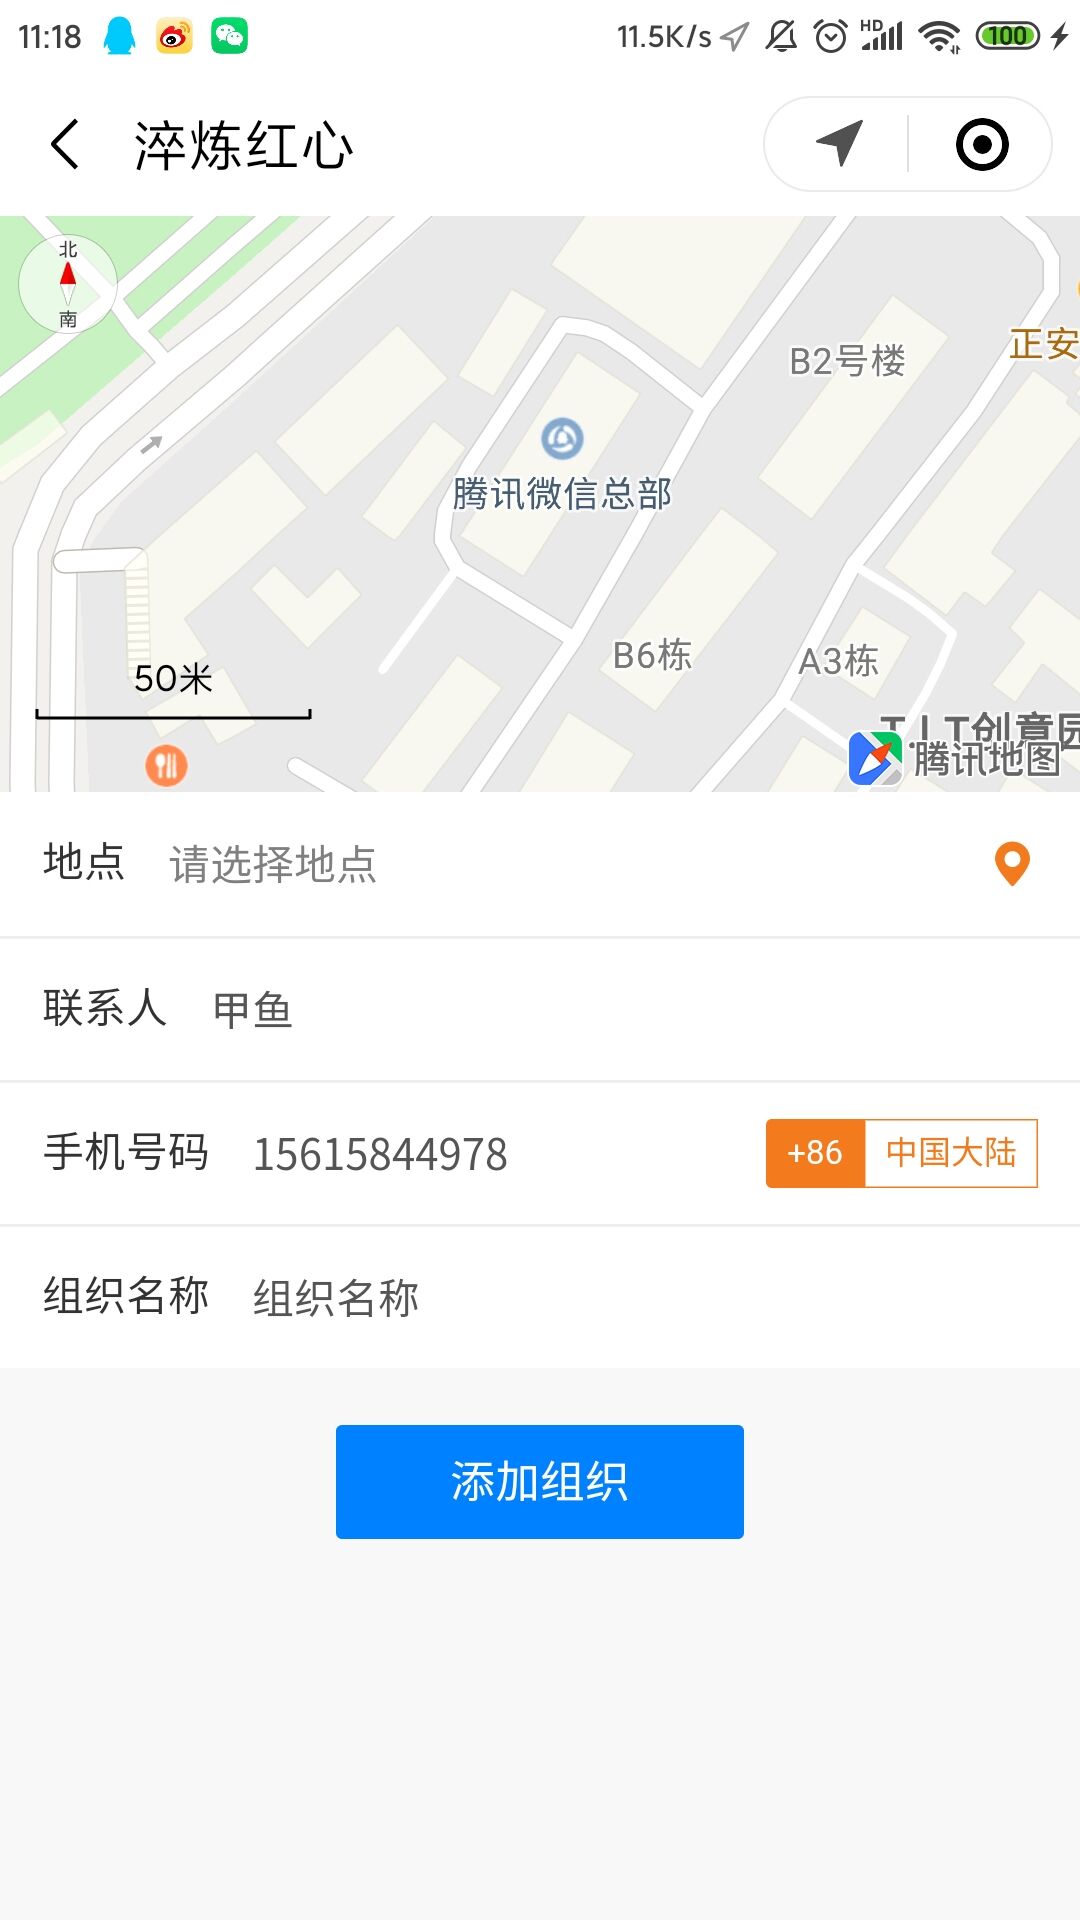 11:18 11.5K/s HD 100
淬炼红心
北
南
正安
B2号楼
腾讯微信总部
B6栋
A3栋
50米
T.I.T创意园
腾讯地图
地点 请选择地点
联系人 甲鱼
手机号码 15615844978 +86 中国大陆
组织名称 组织名称
添加组织